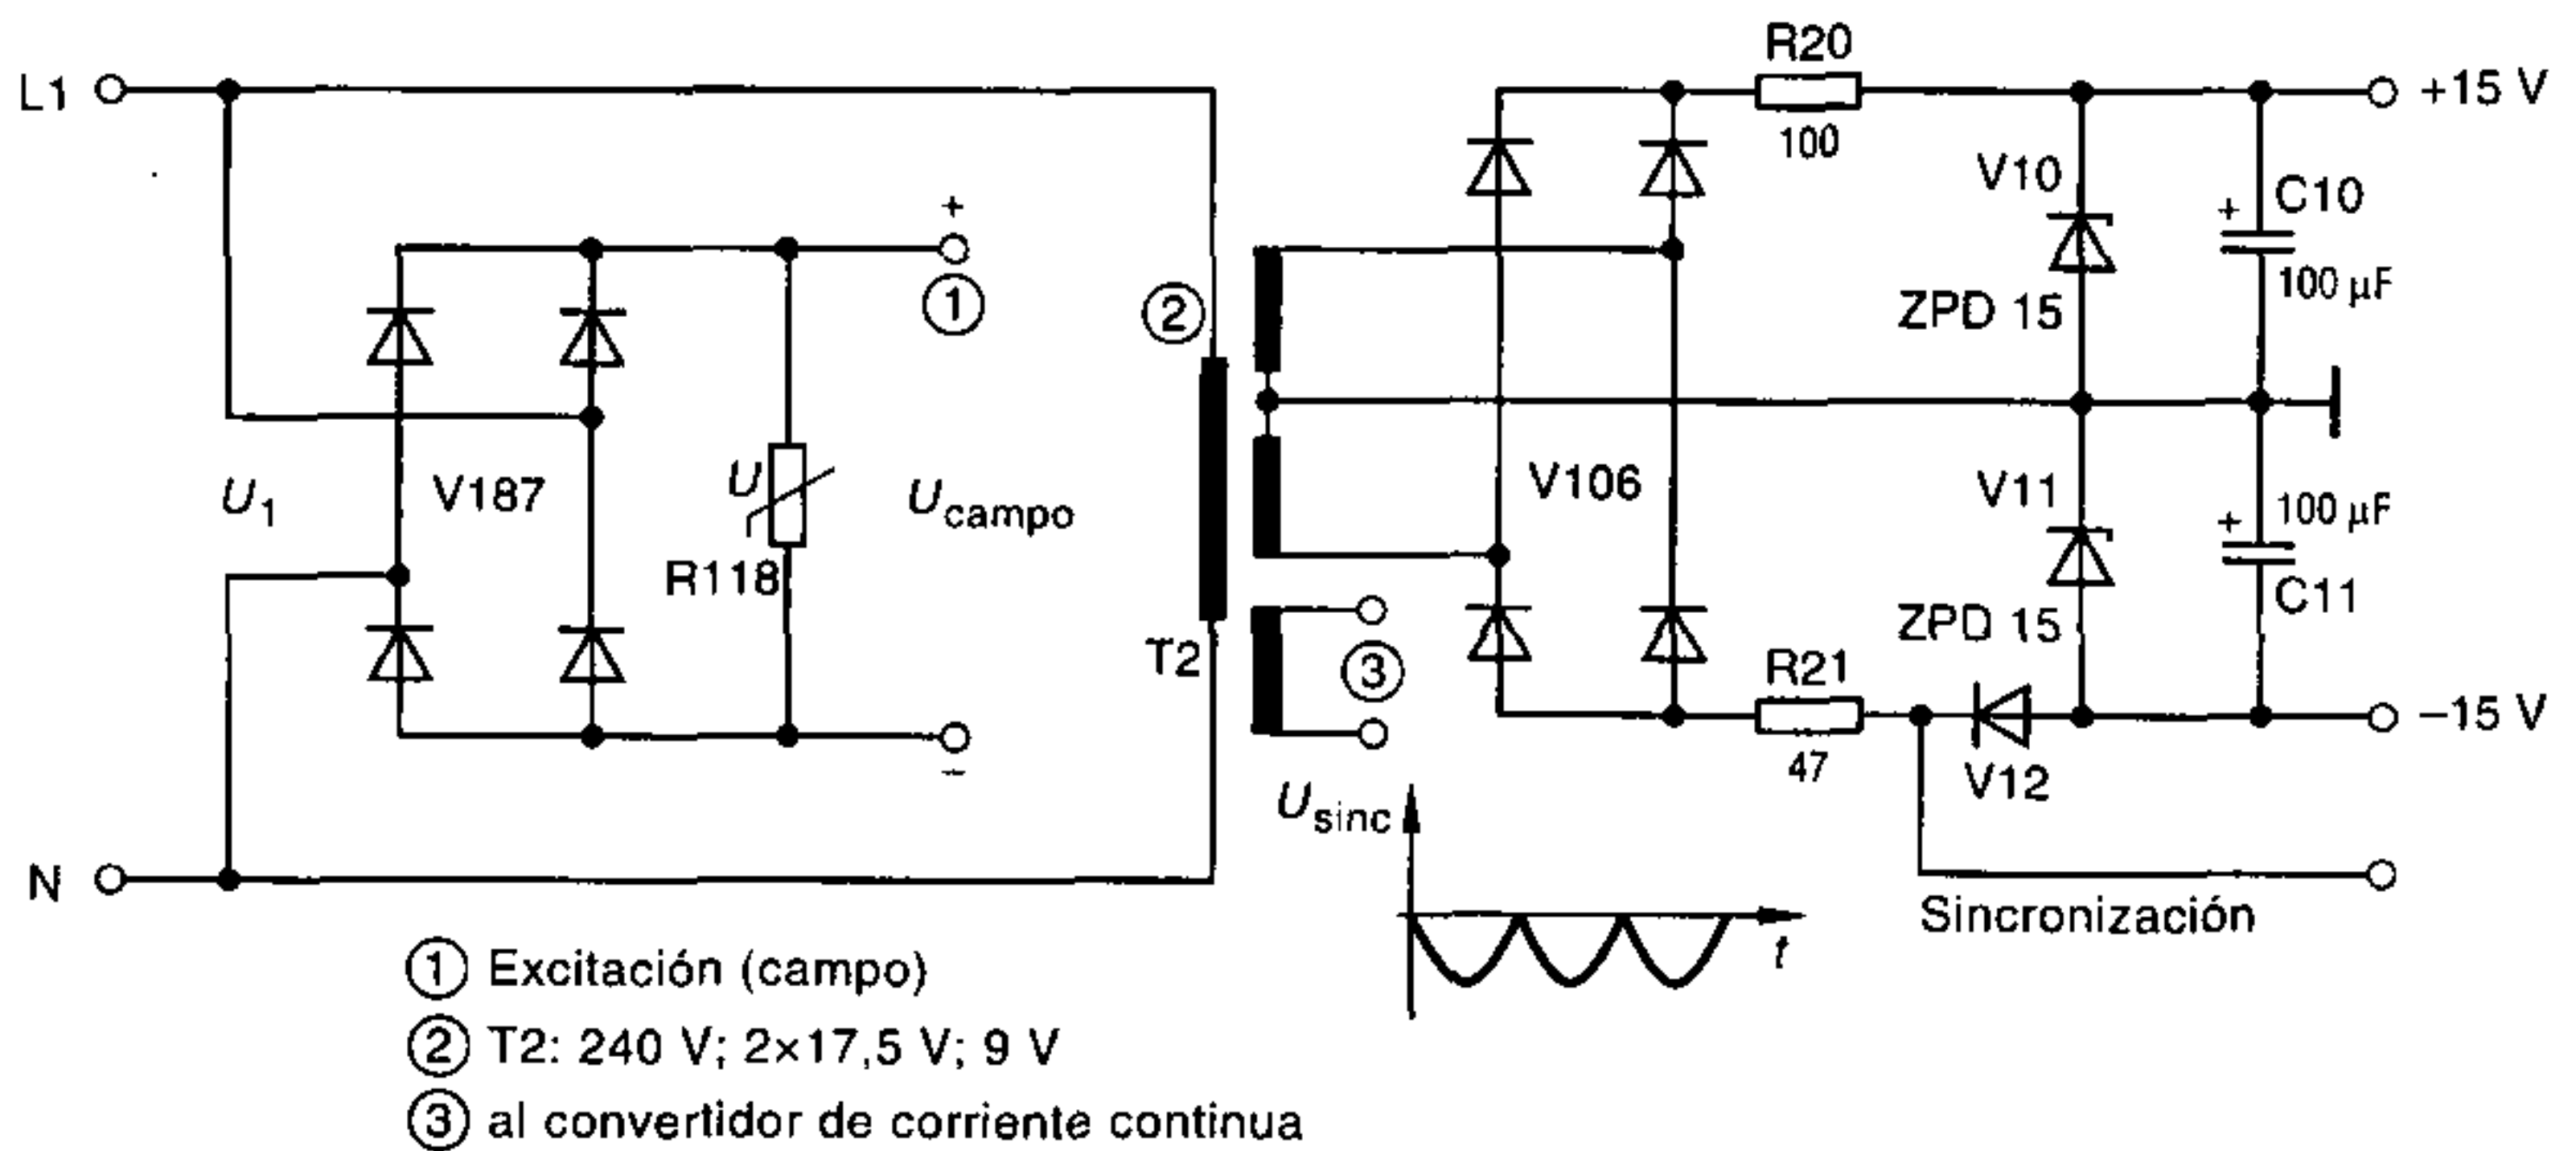 L1
R20
100
+15 V
V10
+
C10
100 µF
ZPD 15
+
①
②
U₁
V187
U
R118
U campo
V106
V11
100 µF
+
C11
ZPD 15
T2
③
R21
47
V12
−15 V
−
U sinc
t
N
Sincronización
① Excitación (campo)
② T2: 240 V; 2×17,5 V; 9 V
③ al convertidor de corriente continua